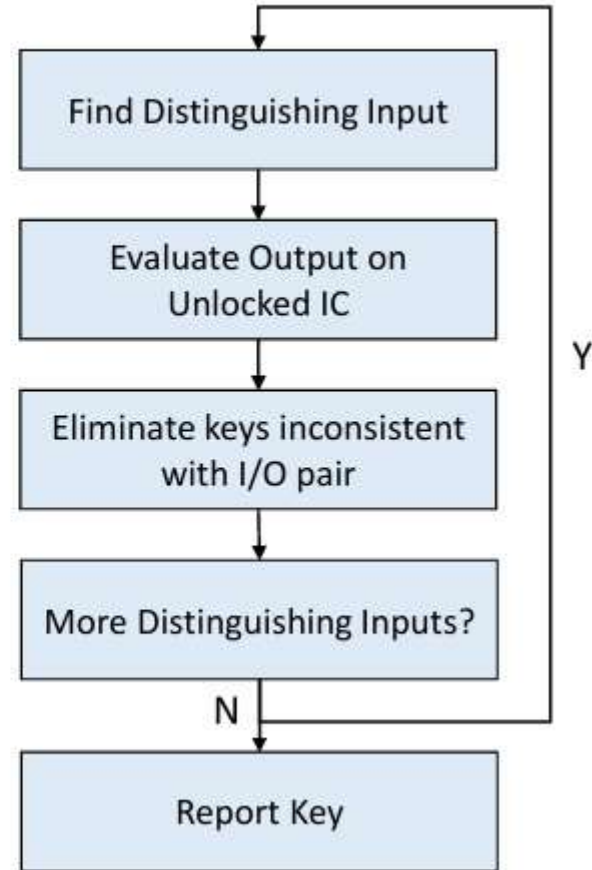 Find Distinguishing Input
Evaluate Output on
Unlocked IC
Y
Eliminate keys inconsistent
with I/O pair
More Distinguishing Inputs?
N
Report Key